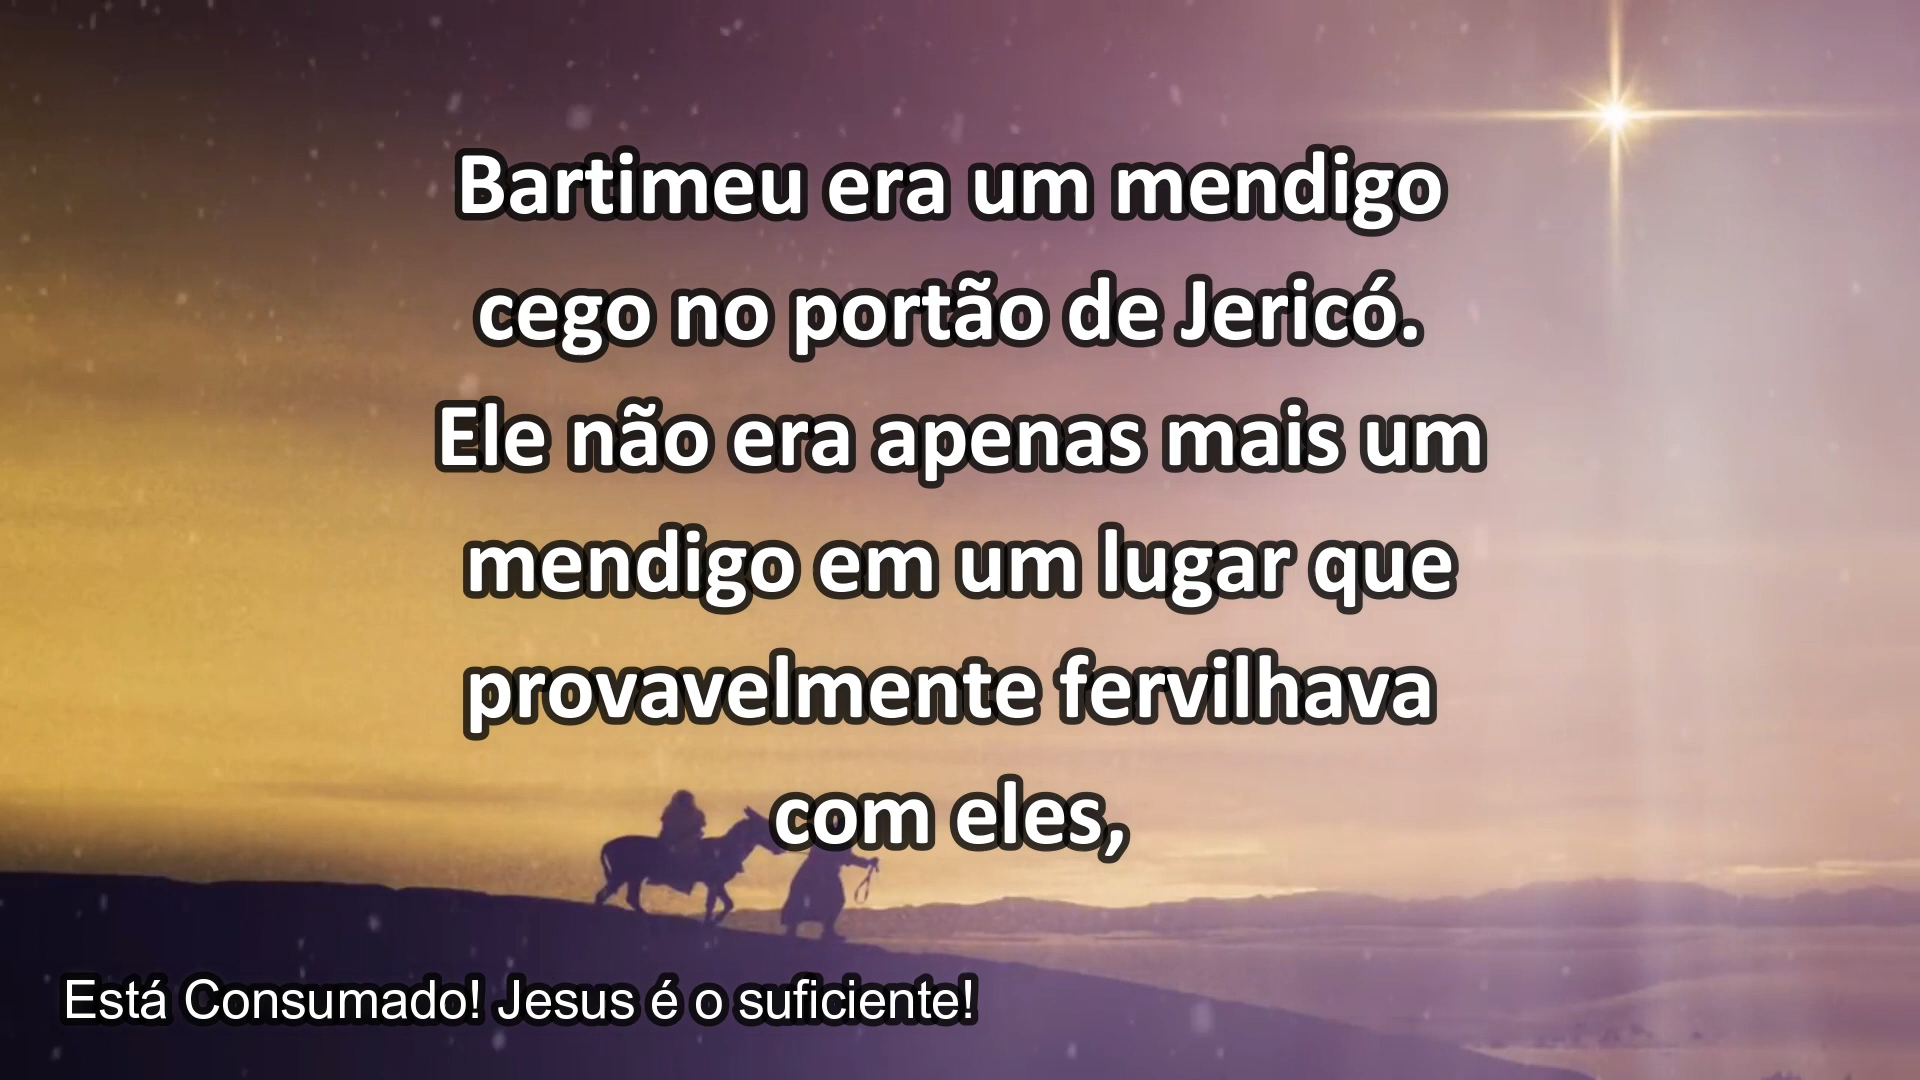 Bartimeu era um mendigo
cego no portão de Jericó.
Ele não era apenas mais um
mendigo em um lugar que
provavelmente fervilhava
com eles,
Está Consumado! Jesus é o suficiente!